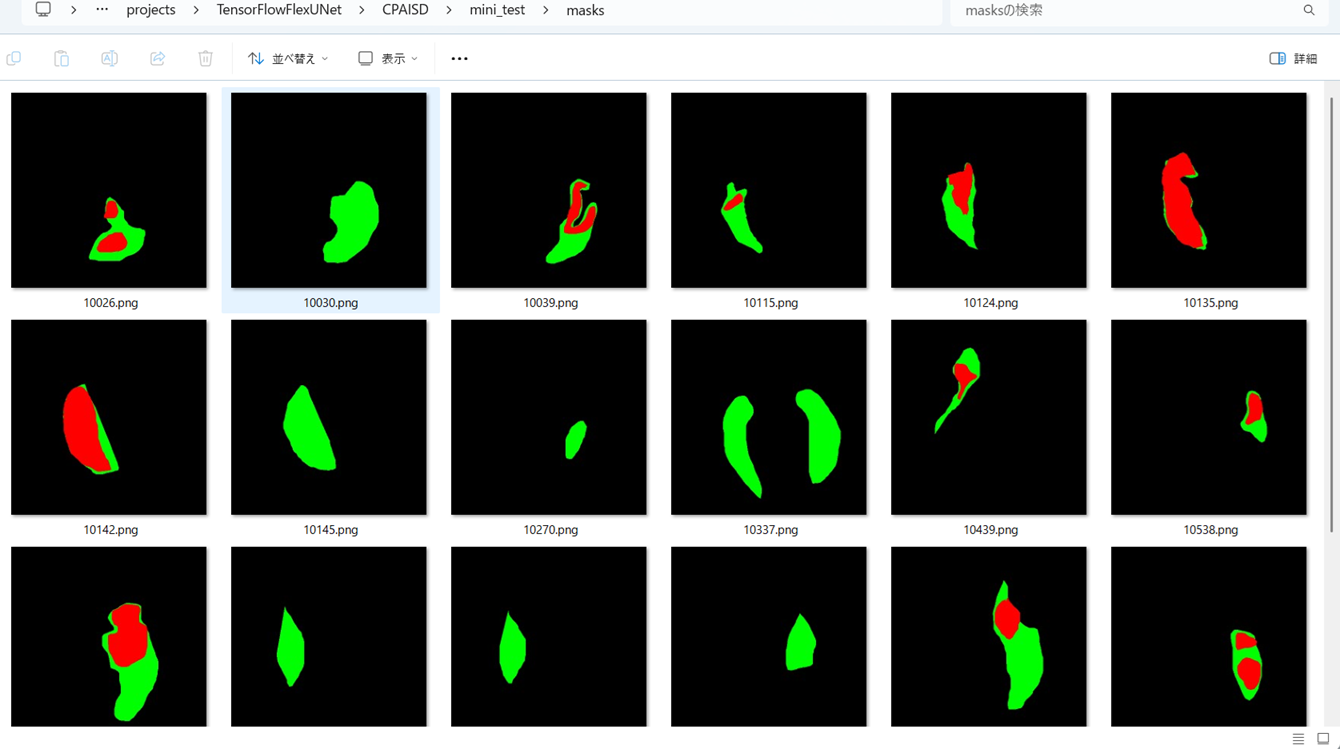 … projects TensorFlowFlexUNet CPAISD mini_test masks masksの検索
並べ替え 表示 … 詳細
10026.png 10030.png 10039.png 10115.png 10124.png 10135.png
10142.png 10145.png 10270.png 10337.png 10439.png 10538.png